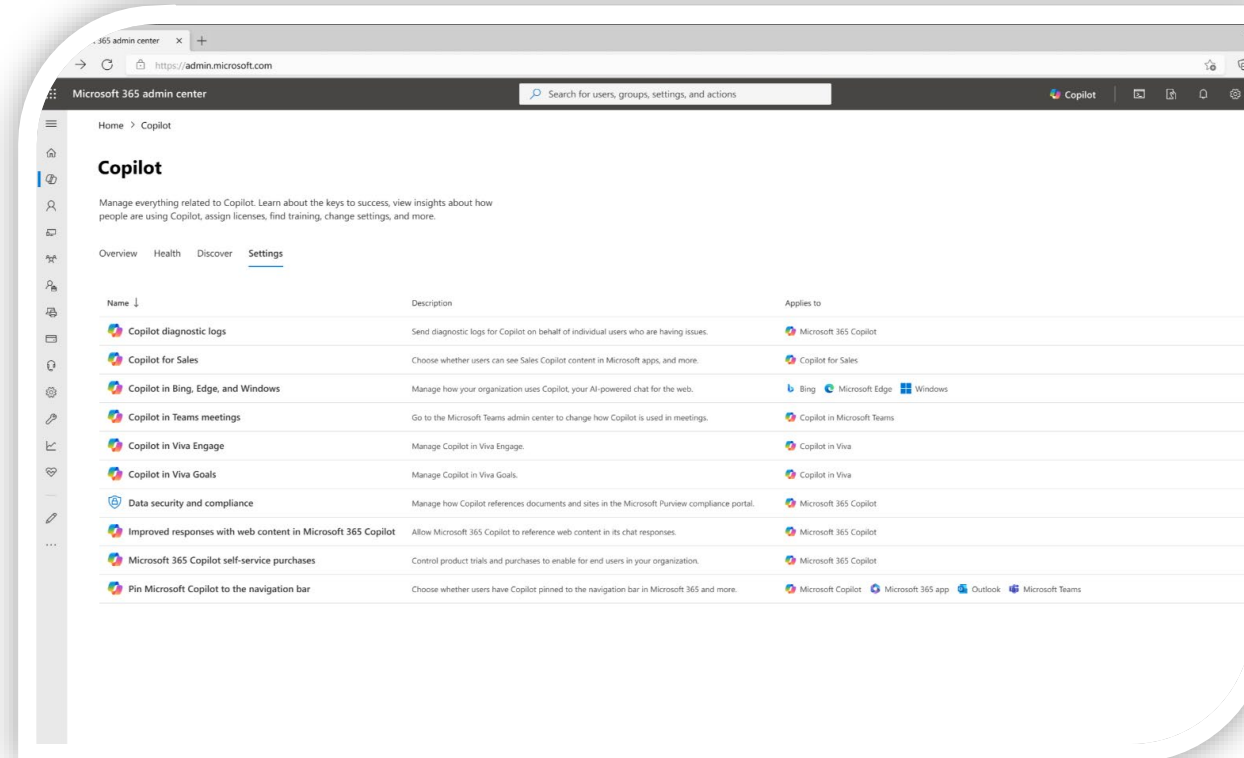 365 admin center
https://admin.microsoft.com
Microsoft 365 admin center
Search for users, groups, settings, and actions
Copilot
Home > Copilot
Copilot
Manage everything related to Copilot. Learn about the keys to success, view insights about how
people are using Copilot, assign licenses, find training, change settings, and more.
Overview Health Discover Settings
Name ↓ Description Applies to
Copilot diagnostic logs Send diagnostic logs for Copilot on behalf of individual users who are having issues. Microsoft 365 Copilot
Copilot for Sales Choose whether users can see Sales Copilot content in Microsoft apps, and more. Copilot for Sales
Copilot in Bing, Edge, and Windows Manage how your organization uses Copilot, your AI-powered chat for the web. Bing Microsoft Edge Windows
Copilot in Teams meetings Go to the Microsoft Teams admin center to change how Copilot is used in meetings. Copilot in Microsoft Teams
Copilot in Viva Engage Manage Copilot in Viva Engage. Copilot in Viva
Copilot in Viva Goals Manage Copilot in Viva Goals. Copilot in Viva
Data security and compliance Manage how Copilot references documents and sites in the Microsoft Purview compliance portal. Microsoft 365 Copilot
Improved responses with web content in Microsoft 365 Copilot Allow Microsoft 365 Copilot to reference web content in its chat responses. Microsoft 365 Copilot
Microsoft 365 Copilot self-service purchases Control product trials and purchases to enable for end users in your organization. Microsoft 365 Copilot
Pin Microsoft Copilot to the navigation bar Choose whether users have Copilot pinned to the navigation bar in Microsoft 365 and more. Microsoft Copilot Microsoft 365 app Outlook Microsoft Teams